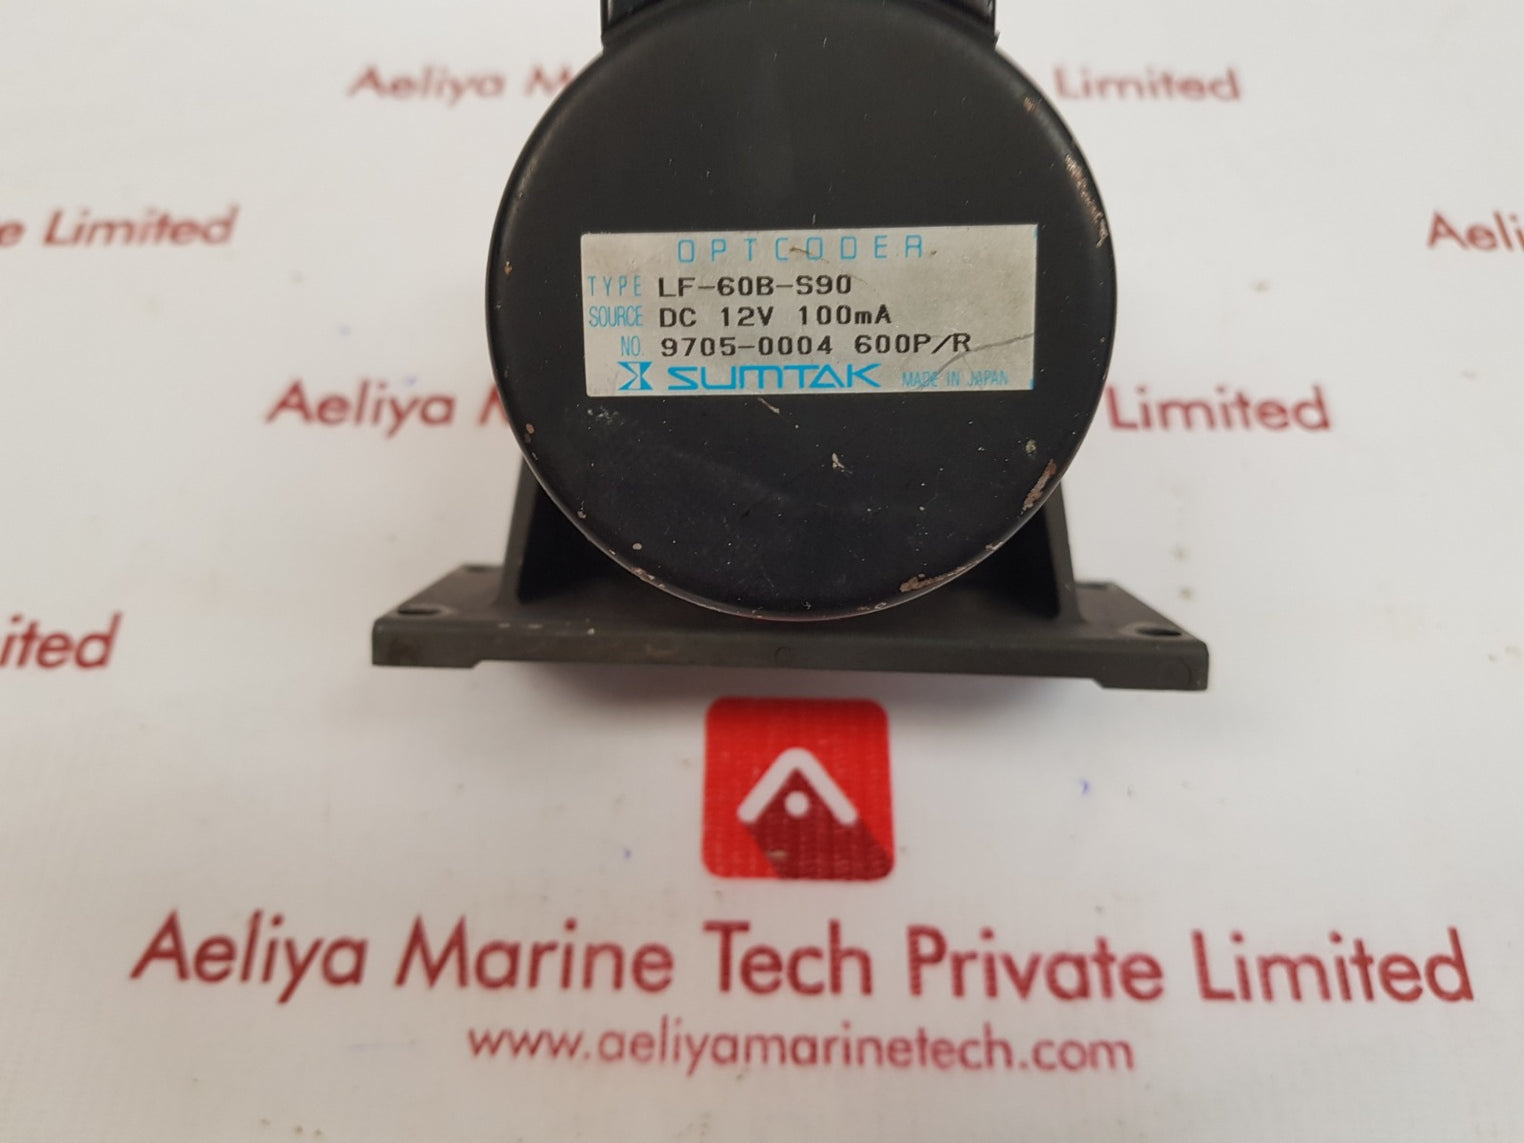 Aeliya M Limited
e Limited
Aeli
OPTCODER
TYPE LF-60B-S90
SOURCE DC 12V 100mA
NO. 9705-0004 600P/R
SUMTAK MADE IN JAPAN
Aeliya M Limited
ited
Aeliya Marine Tech Private Limited
www.aeliyamarinetech.com